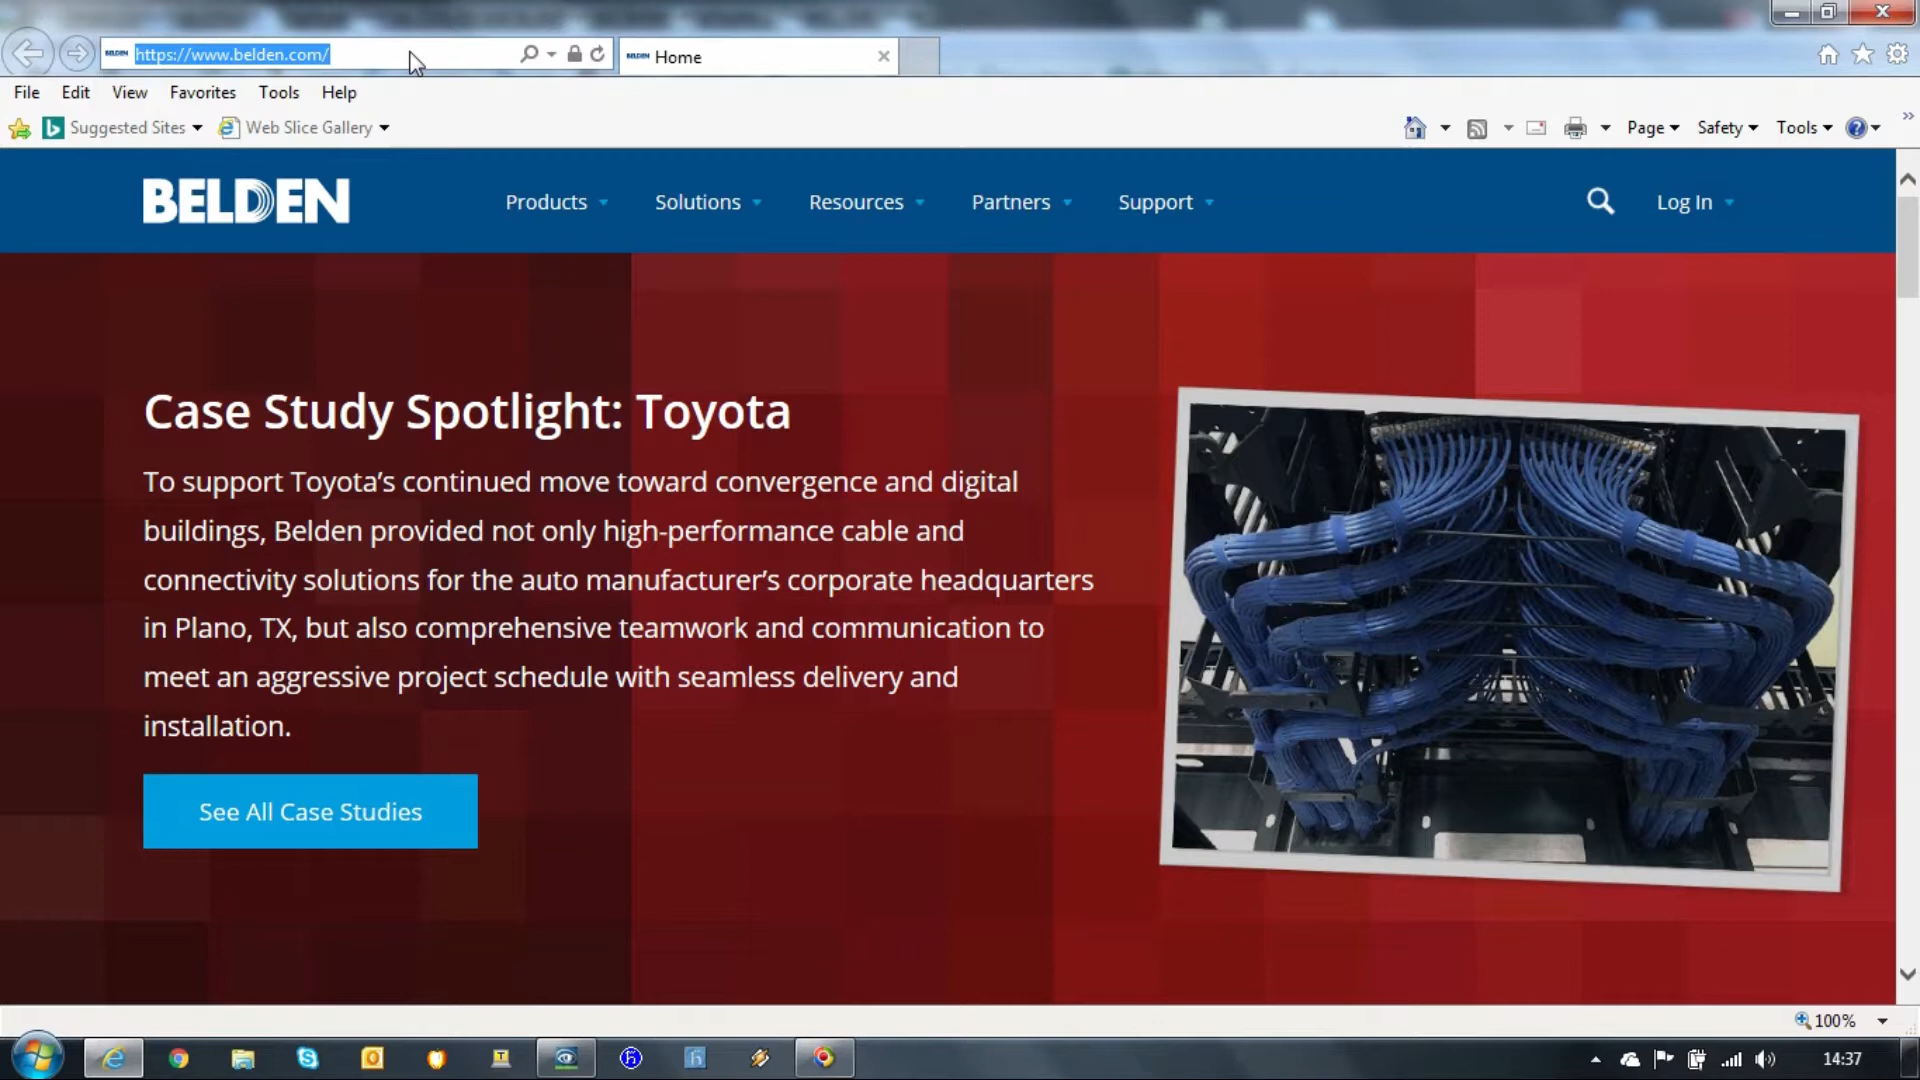 BELDEN https://www.belden.com/ BELDEN Home
File Edit View Favorites Tools Help
Suggested Sites Web Slice Gallery Page Safety Tools
BELDEN Products Solutions Resources Partners Support Log In
Case Study Spotlight: Toyota
To support Toyota’s continued move toward convergence and digital
buildings, Belden provided not only high-performance cable and
connectivity solutions for the auto manufacturer’s corporate headquarters
in Plano, TX, but also comprehensive teamwork and communication to
meet an aggressive project schedule with seamless delivery and
installation.
See All Case Studies
100%
14:37